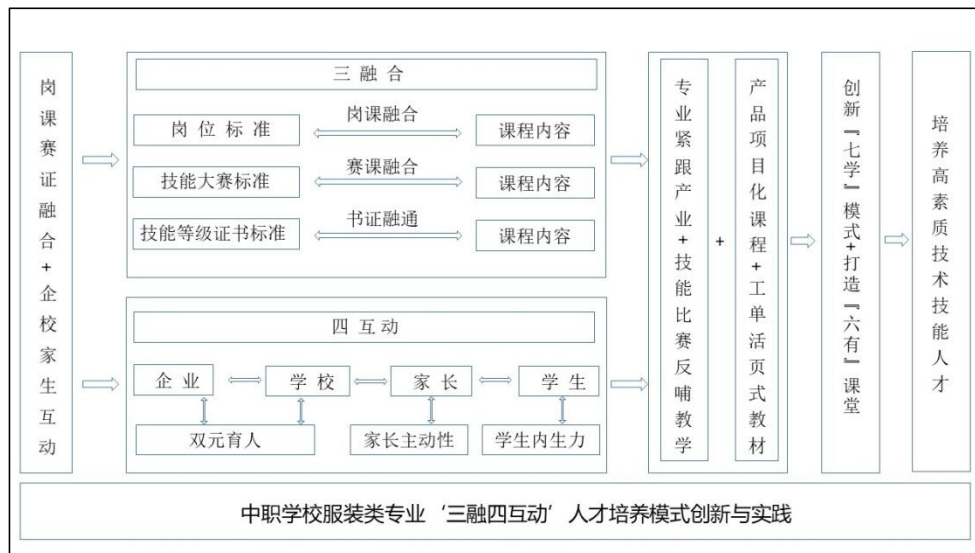 岗课赛证融合+企校家生互动
三融合
岗位标准
岗课融合
课程内容
技能大赛标准
赛课融合
课程内容
技能等级证书标准
书证融通
课程内容
四互动
企业
学校
家长
学生
双元育人
家长主动性
学生内生力
专业紧跟产业+技能比赛反哺教学
+
产品项目化课程+工单活页式教材
创新『七学』模式+打造『六有』课堂
培养高素质技术技能人才
中职学校服装类专业‘三融四互动’人才培养模式创新与实践